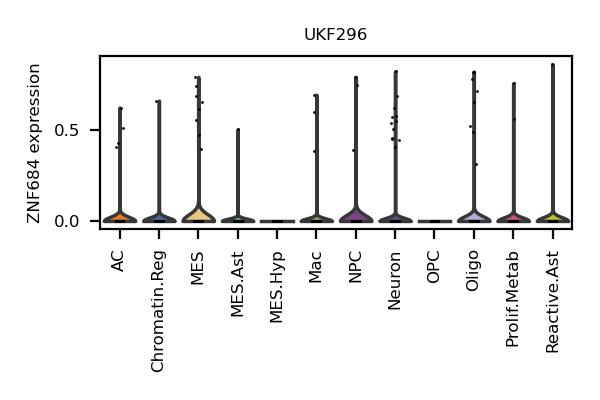 UKF296
ZNF684 expression
0.5
0.0
AC
Chromatin.Reg
MES
MES.Ast
MES.Hyp
Mac
NPC
Neuron
OPC
Oligo
Prolif.Metab
Reactive.Ast